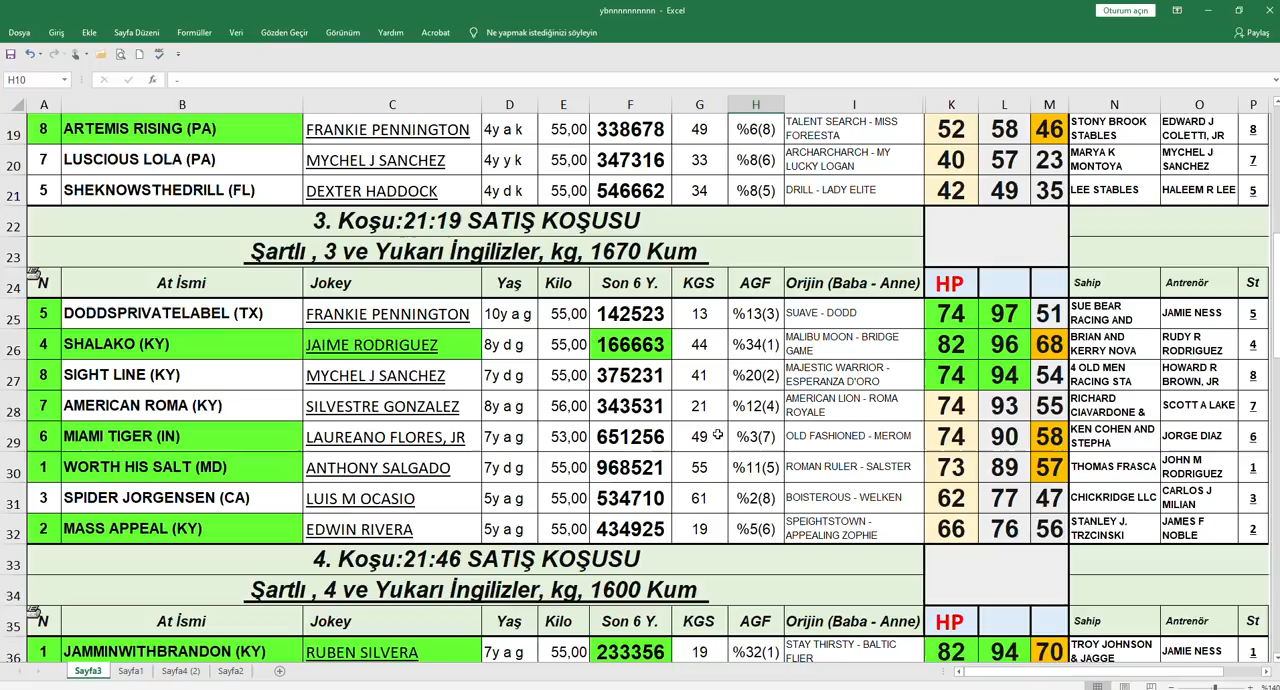 ybnnnnnnnnnn - Excel
Oturum açın
Dosya Giriş Ekle Sayfa Düzeni Formüller Veri Gözden Geçir Görünüm Yardım Acrobat Ne yapmak istediğinizi söyleyin Paylaş
H10 fx -
A B C D E F G H I K L M N O P
19 8 ARTEMIS RISING (PA) FRANKIE PENNINGTON 4y a k 55,00 338678 49 %6(8) TALENT SEARCH - MISS FOREESTA 52 58 46 STONY BROOK STABLES EDWARD J COLETTI, JR 8
20 7 LUSCIOUS LOLA (PA) MYCHEL J SANCHEZ 4y y k 55,00 347316 33 %8(6) ARCHARCHARCH - MY LUCKY LOGAN 40 57 23 MARYA K MONTOYA MYCHEL J SANCHEZ 7
21 5 SHEKNOWSTHEDRILL (FL) DEXTER HADDOCK 4y d k 55,00 546662 34 %8(5) DRILL - LADY ELITE 42 49 35 LEE STABLES HALEEM R LEE 5
22 3. Koşu:21:19 SATIŞ KOŞUSU
23 Şartlı , 3 ve Yukarı İngilizler, kg, 1670 Kum
24 N At İsmi Jokey Yaş Kilo Son 6 Y. KGS AGF Orijin (Baba - Anne) HP Sahip Antrenör St
25 5 DODDSPRIVATELABEL (TX) FRANKIE PENNINGTON 10y a g 55,00 142523 13 %13(3) SUAVE - DODD 74 97 51 SUE BEAR RACING AND JAMIE NESS 5
26 4 SHALAKO (KY) JAIME RODRIGUEZ 8y d g 55,00 166663 44 %34(1) MALIBU MOON - BRIDGE GAME 82 96 68 BRIAN AND KERRY NOVA RUDY R RODRIGUEZ 4
27 8 SIGHT LINE (KY) MYCHEL J SANCHEZ 7y d g 55,00 375231 41 %20(2) MAJESTIC WARRIOR - ESPERANZA D'ORO 74 94 54 4 OLD MEN RACING STA HOWARD R BROWN, JR 8
28 7 AMERICAN ROMA (KY) SILVESTRE GONZALEZ 8y a g 56,00 343531 21 %12(4) AMERICAN LION - ROMA ROYALE 74 93 55 RICHARD CIAVARDONE & SCOTT A LAKE 7
29 6 MIAMI TIGER (IN) LAUREANO FLORES, JR 7y a g 53,00 651256 49 %3(7) OLD FASHIONED - MEROM 74 90 58 KEN COHEN AND STEPHA JORGE DIAZ 6
30 1 WORTH HIS SALT (MD) ANTHONY SALGADO 7y d g 55,00 968521 55 %11(5) ROMAN RULER - SALSTER 73 89 57 THOMAS FRASCA JOHN M RODRIGUEZ 1
31 3 SPIDER JORGENSEN (CA) LUIS M OCASIO 5y a g 55,00 534710 61 %2(8) BOISTEROUS - WELKEN 62 77 47 CHICKRIDGE LLC CARLOS J MILIAN 3
32 2 MASS APPEAL (KY) EDWIN RIVERA 5y a g 55,00 434925 19 %5(6) SPEIGHTSTOWN - APPEALING ZOPHIE 66 76 56 STANLEY J. TRZCINSKI JAMES F NOBLE 2
33 4. Koşu:21:46 SATIŞ KOŞUSU
34 Şartlı , 4 ve Yukarı İngilizler, kg, 1600 Kum
35 N At İsmi Jokey Yaş Kilo Son 6 Y. KGS AGF Orijin (Baba - Anne) HP Sahip Antrenör St
36 1 JAMMINWITHBRANDON (KY) RUBEN SILVERA 7y a g 55,00 233356 19 %32(1) STAY THIRSTY - BALTIC FLIER 82 94 70 TROY JOHNSON & JAGGE JAMIE NESS 1
Sayfa3 Sayfa1 Sayfa4 (2) Sayfa2
%140